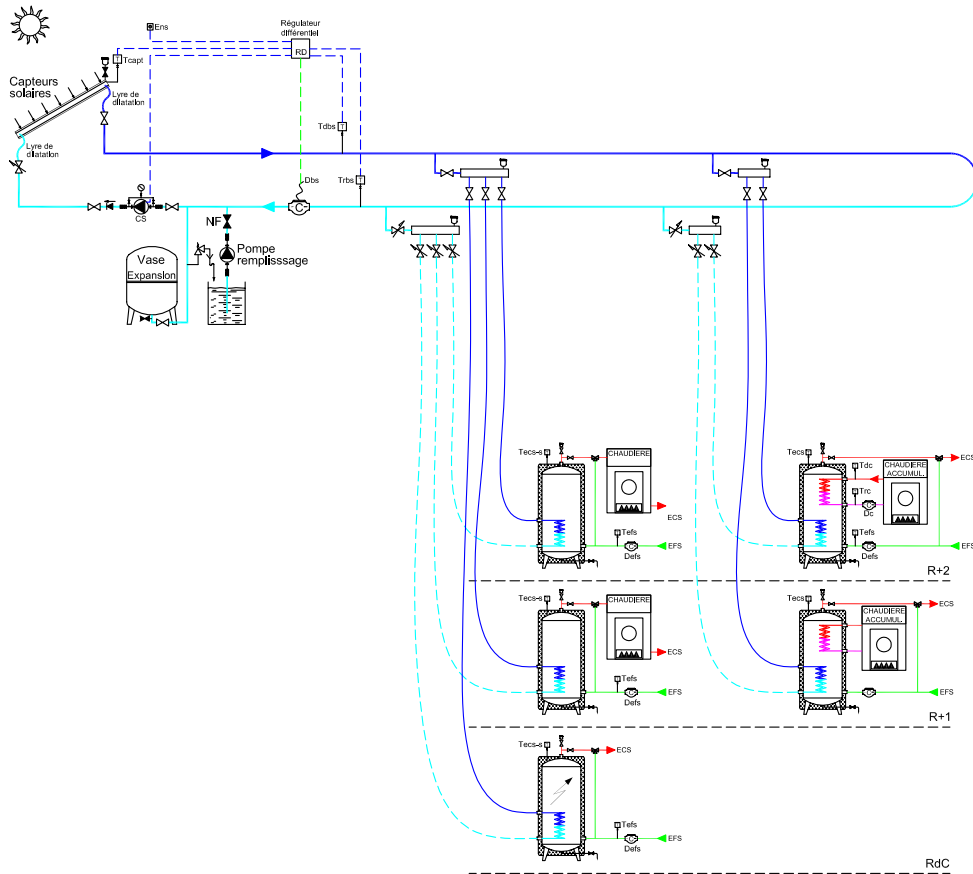 Ens
Régulateur
différentiel
RD
T
Tcapt
Capteurs
solaires
Lyre de
dilatation
Lyre de
dilatation
Tdbs
T
Dbs
Trbs
T
C
CS
NF
Pompe
remplisssage
Vase
Expansion
Tecs-s
CHAUDIERE
ECS
Tefs
Defs
EFS
Tecs
ECS
Tdc
CHAUDIERE
ACCUMUL.
Trc
Dc
Tefs
Defs
EFS
R+2
Tecs-s
CHAUDIERE
ECS
Tefs
Defs
EFS
Tecs
ECS
CHAUDIERE
ACCUMUL.
EFS
R+1
Tecs-s
ECS
Tefs
Defs
EFS
RdC